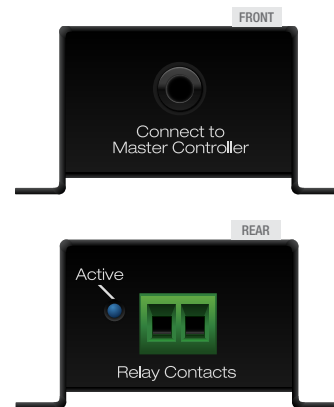 FRONT
Connect to
Master Controller
REAR
Active
Relay Contacts